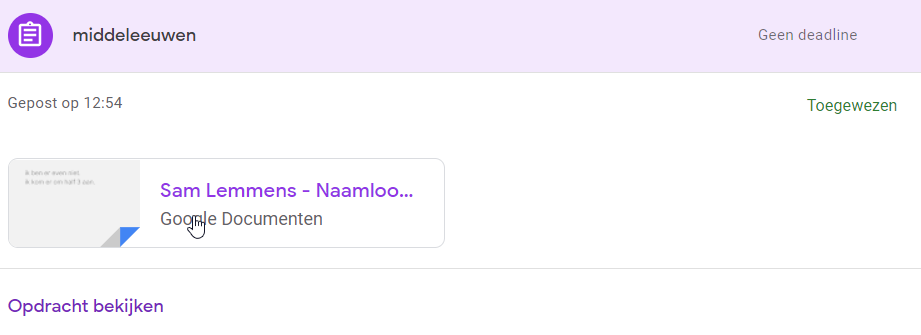 middeleeuwen
Geen deadline
Gepost op 12:54
Toegewezen
ik ben er even niet.
ik kom er om half 3 aan.
Sam Lemmens - Naamloo...
Google Documenten
Opdracht bekijken